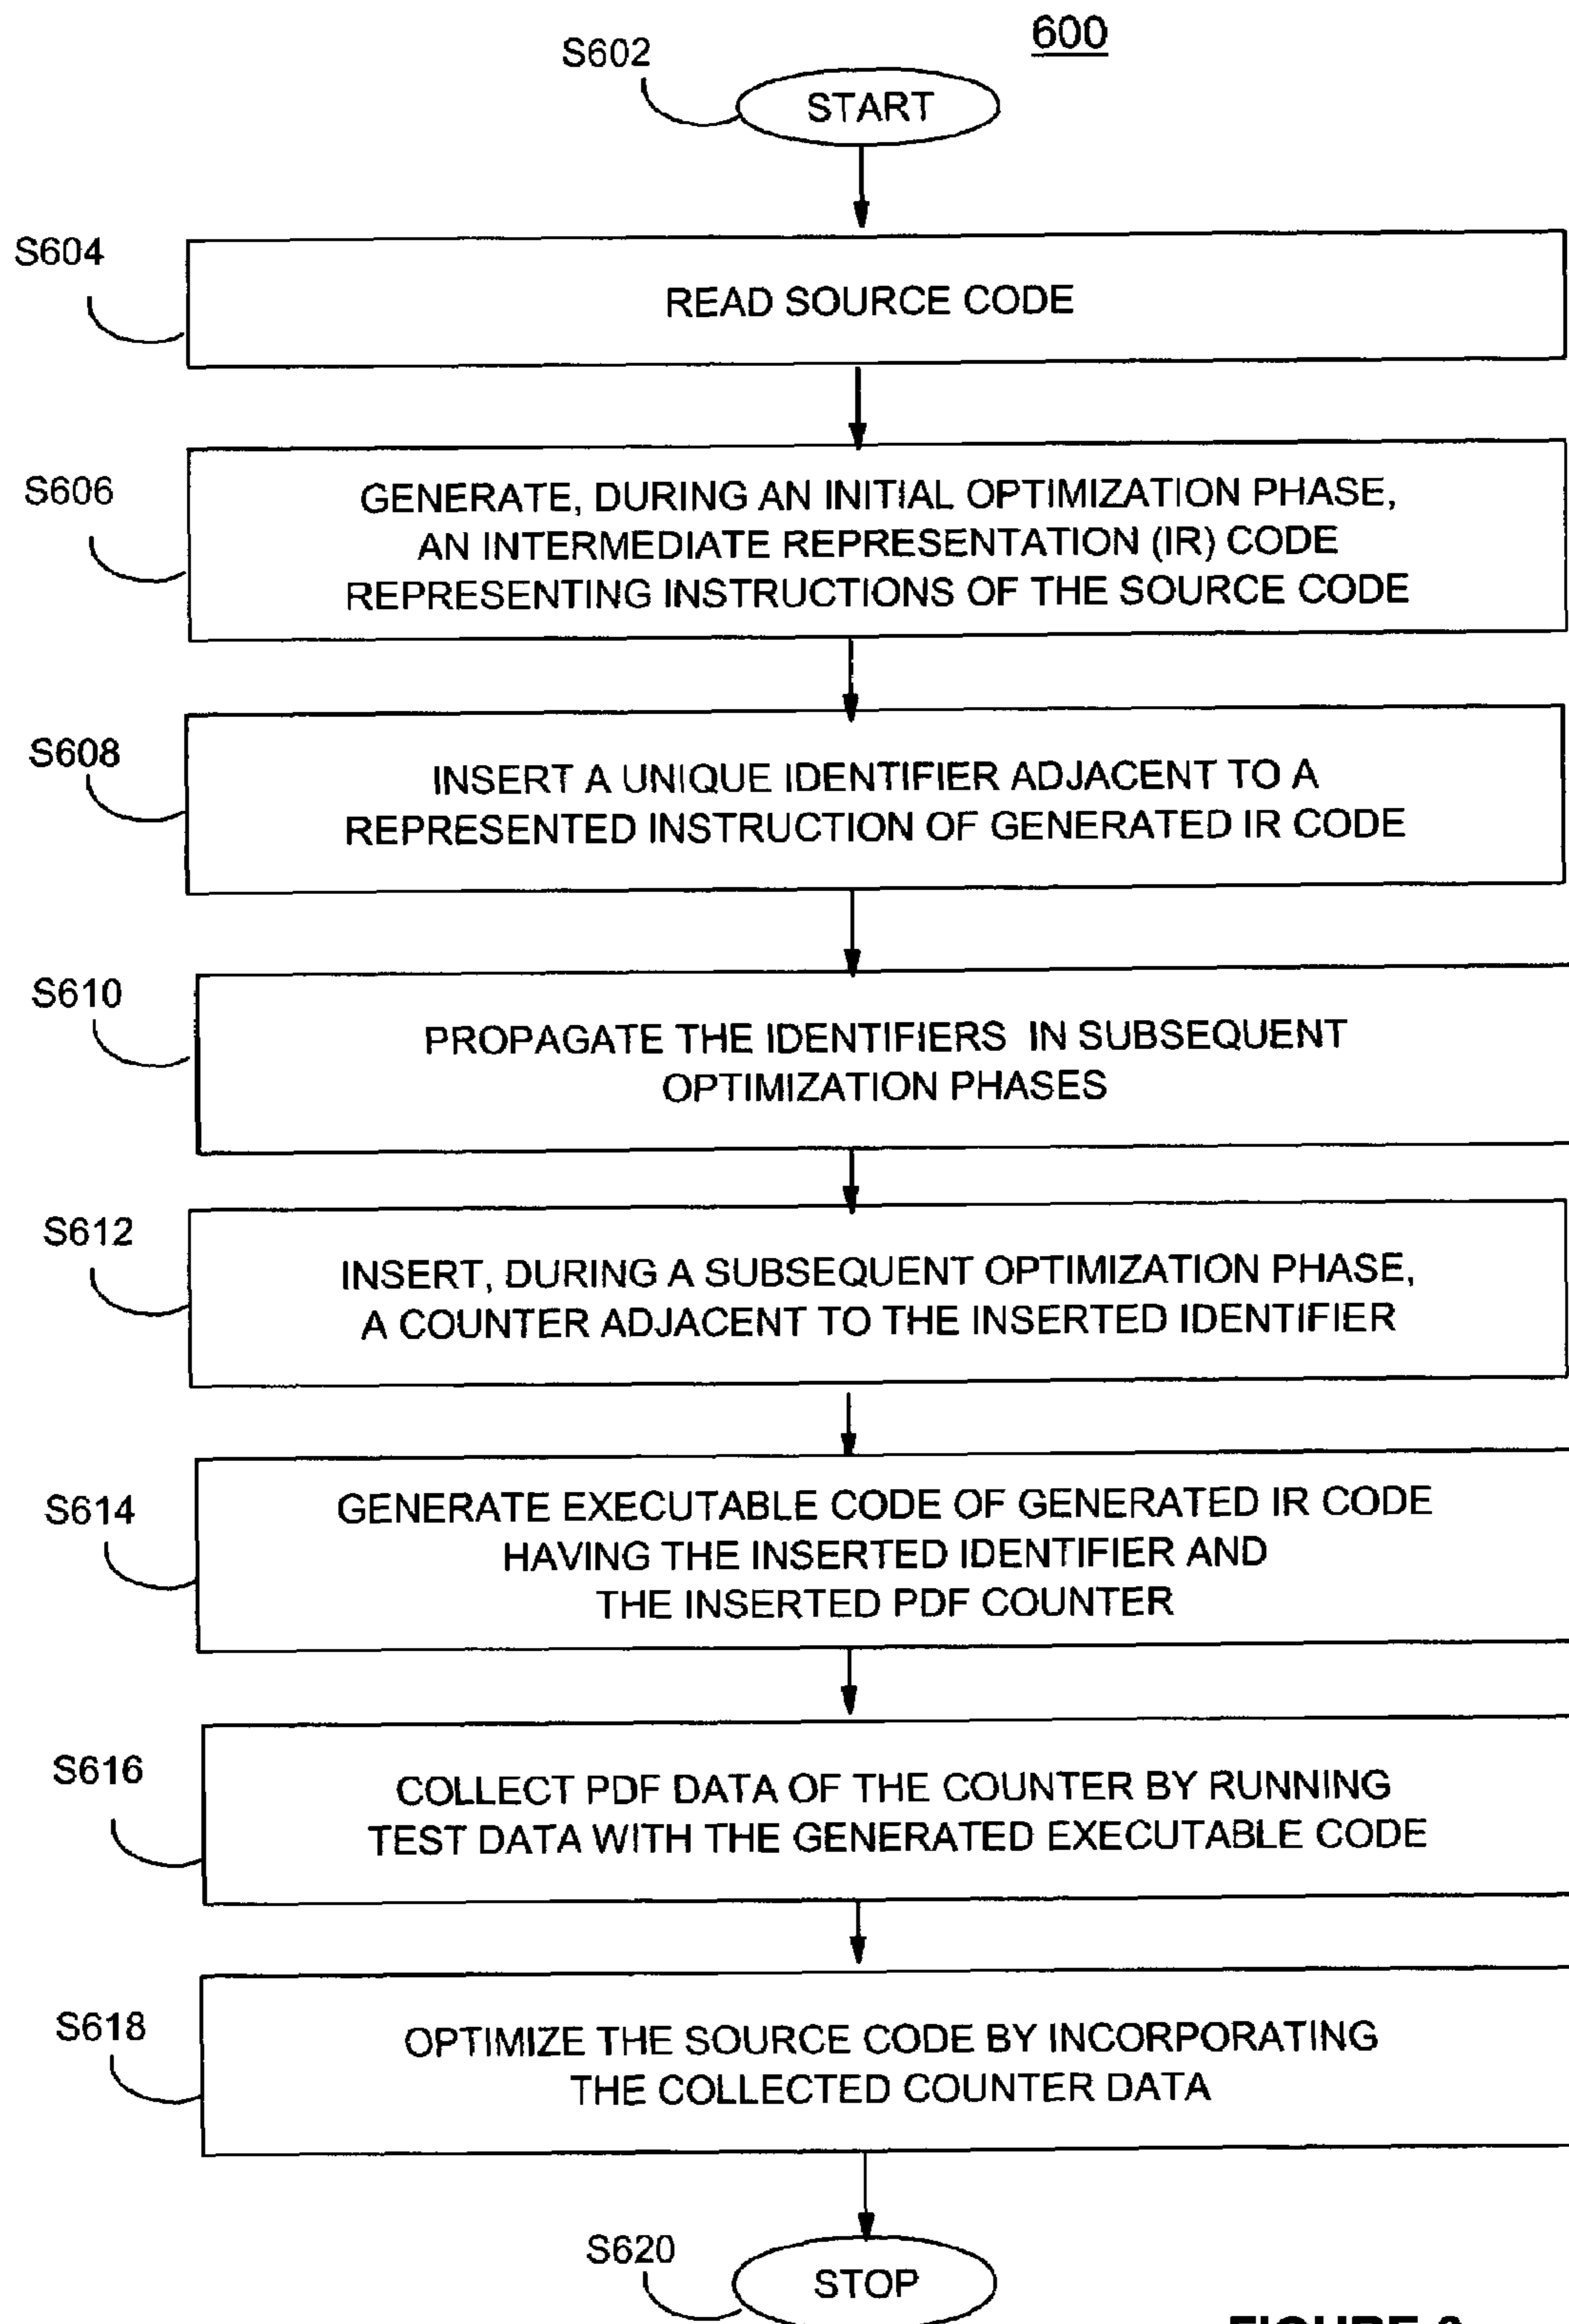 600
S602
START
S604
READ SOURCE CODE
S606
GENERATE, DURING AN INITIAL OPTIMIZATION PHASE,
AN INTERMEDIATE REPRESENTATION (IR) CODE
REPRESENTING INSTRUCTIONS OF THE SOURCE CODE
S608
INSERT A UNIQUE IDENTIFIER ADJACENT TO A
REPRESENTED INSTRUCTION OF GENERATED IR CODE
S610
PROPAGATE THE IDENTIFIERS IN SUBSEQUENT
OPTIMIZATION PHASES
S612
INSERT, DURING A SUBSEQUENT OPTIMIZATION PHASE,
A COUNTER ADJACENT TO THE INSERTED IDENTIFIER
S614
GENERATE EXECUTABLE CODE OF GENERATED IR CODE
HAVING THE INSERTED IDENTIFIER AND
THE INSERTED PDF COUNTER
S616
COLLECT PDF DATA OF THE COUNTER BY RUNNING
TEST DATA WITH THE GENERATED EXECUTABLE CODE
S618
OPTIMIZE THE SOURCE CODE BY INCORPORATING
THE COLLECTED COUNTER DATA
S620
STOP
FIGURE